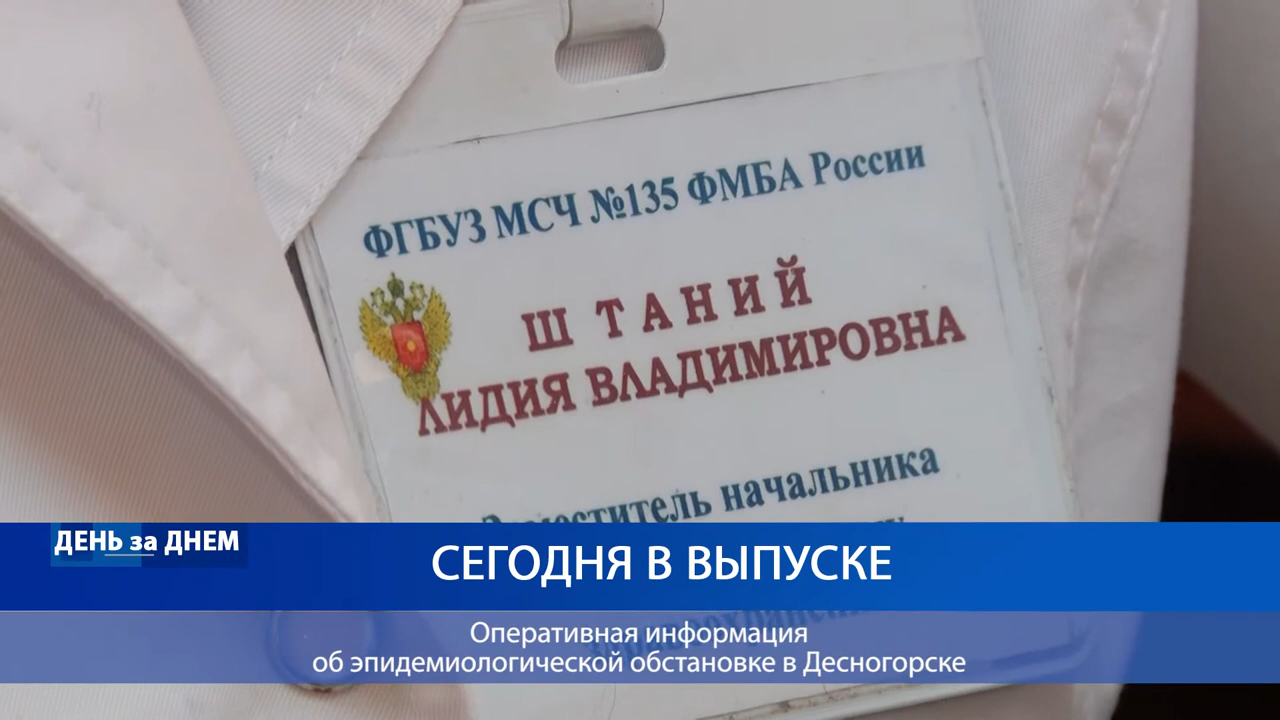 ФГБУЗ МСЧ №135 ФМБА России
Ш Т А Н И Й
ЛИДИЯ ВЛАДИМИРОВНА
Заместитель начальника
ДЕНЬ за ДНЕМ
СЕГОДНЯ В ВЫПУСКЕ
Оперативная информация
об эпидемиологической обстановке в Десногорске